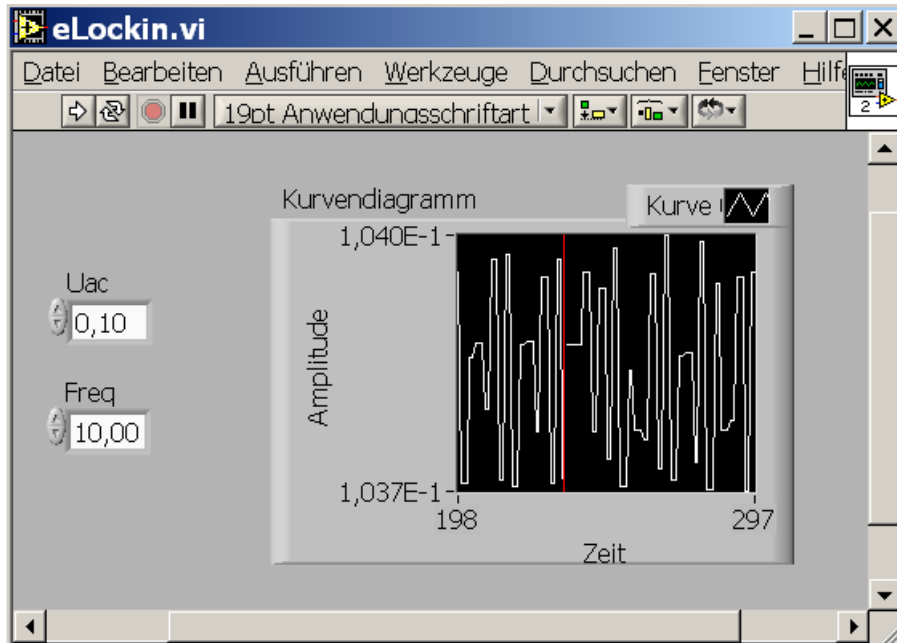 eLockin.vi
Datei Bearbeiten Ausführen Werkzeuge Durchsuchen Fenster Hilfe
19pt Anwendungsschriftart
2
Kurvendiagramm
Kurve
1,040E-1
Uac
0,10
Amplitude
Freq
10,00
1,037E-1
198 297
Zeit